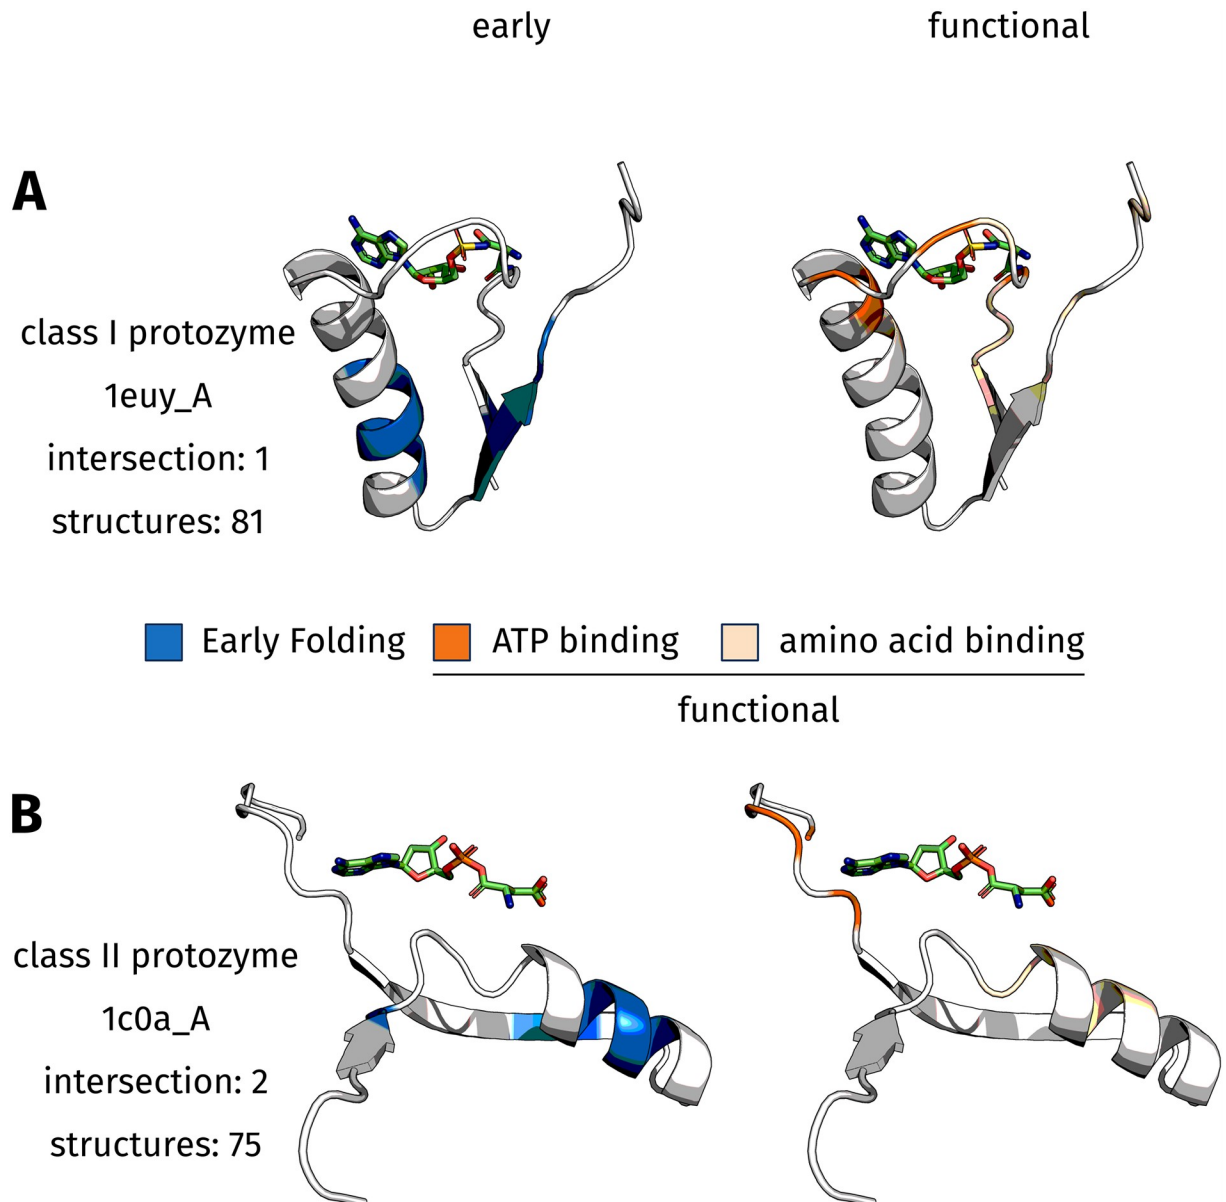 early
functional
A
class I protozyme
1euy_A
intersection: 1
structures: 81
Early Folding
ATP binding
amino acid binding
functional
B
class II protozyme
1c0a_A
intersection: 2
structures: 75